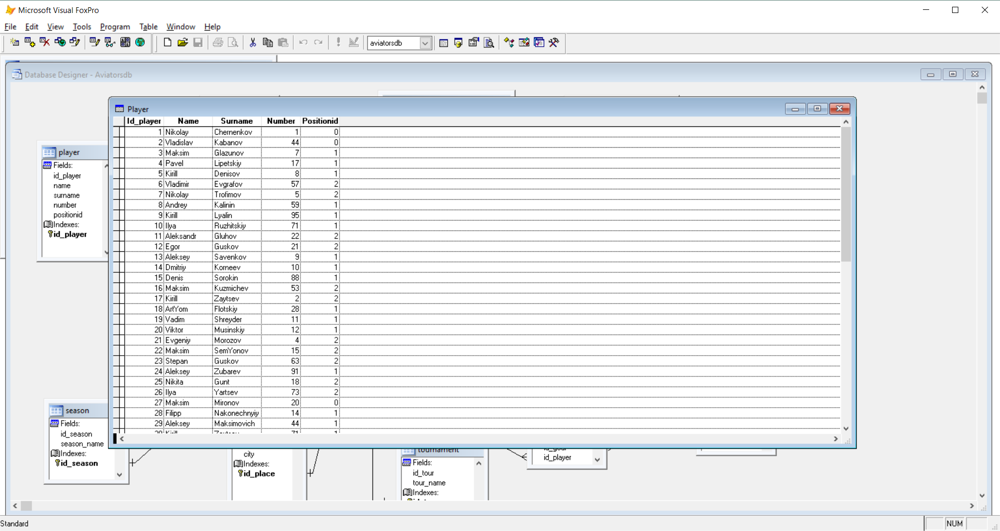 Microsoft Visual FoxPro
File Edit View Tools Program Table Window Help
aviatorsdb
Database Designer - Aviatorsdb
Player
Id_player Name Surname Number Positionid
1 Nikolay Chernenkov 1 0
2 Vladislav Kabanov 44 0
3 Maksim Glazunov 7 1
4 Pavel Lipetskiy 17 1
5 Kirill Denisov 8 1
6 Vladimir Evgrafov 57 2
7 Nikolay Trofimov 5 2
8 Andrey Kalinin 59 1
9 Kirill Lyalin 95 1
10 Ilya Ruzhitskiy 71 1
11 Aleksandr Gluhov 22 2
12 Egor Guskov 21 2
13 Aleksey Savenkov 9 1
14 Dmitriy Korneev 10 1
15 Denis Sorokin 88 1
16 Maksim Kuzmichev 53 2
17 Kirill Zaytsev 2 2
18 ArtYom Flotskiy 28 1
19 Vadim Shreyder 11 1
20 Viktor Musinskiy 12 1
21 Evgeniy Morozov 4 2
22 Maksim SemYonov 15 2
23 Stepan Guskov 63 2
24 Aleksey Zubarev 91 1
25 Nikita Gunt 18 2
26 Ilya Yartsev 73 2
27 Maksim Mironov 20 0
28 Filipp Nakonechnyiy 14 1
29 Aleksey Maksimovich 44 1
player
Fields:
id_player
name
surname
number
positionid
Indexes:
id_player
season
Fields:
id_season
season_name
Indexes:
id_season
city
Indexes:
id_place
tournament
Fields:
id_tour
tour_name
Indexes:
id_player
Standard
NUM